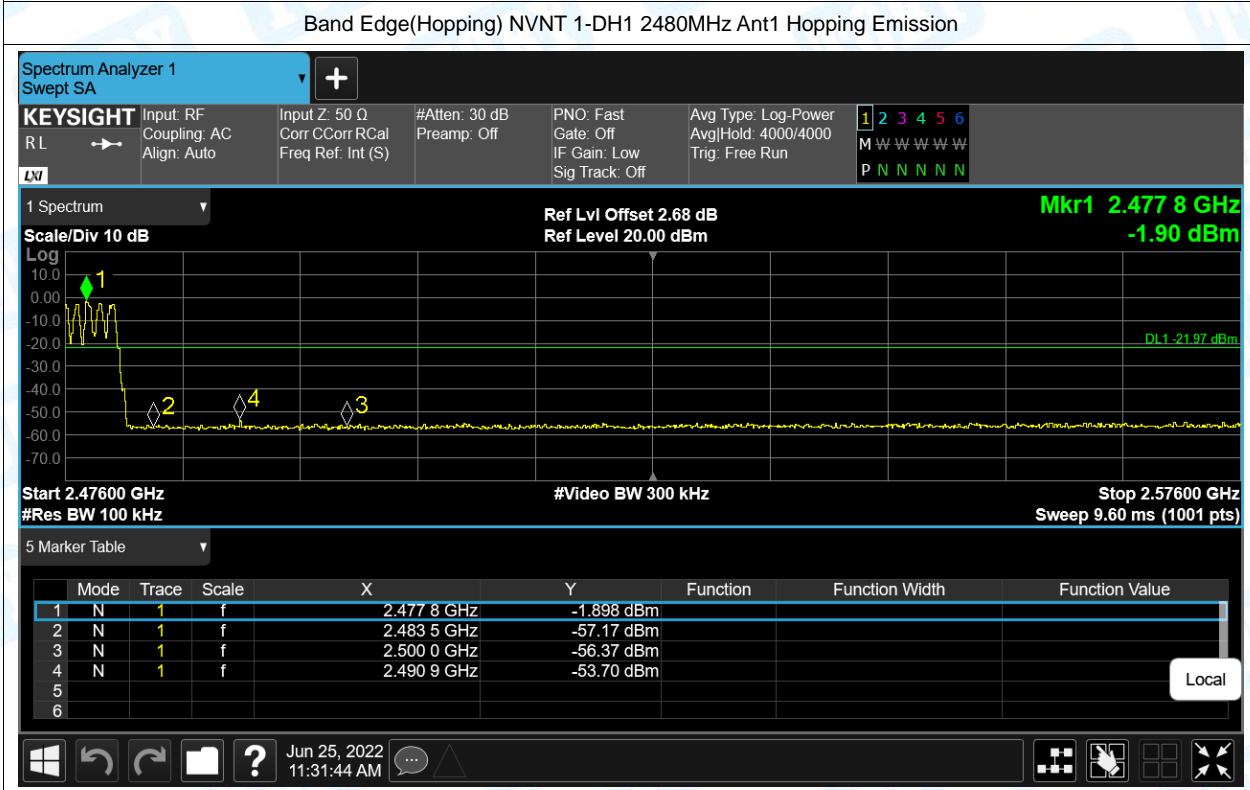 Band Edge(Hopping) NVNT 1-DH1 2480MHz Ant1 Hopping Emission
Spectrum Analyzer 1
Swept SA
KEYSIGHT
RL
LXI
Input: RF
Coupling: AC
Align: Auto
Input Z: 50 Ω
Corr CCorr RCal
Freq Ref: Int (S)
#Atten: 30 dB
Preamp: Off
PNO: Fast
Gate: Off
IF Gain: Low
Sig Track: Off
Avg Type: Log-Power
Avg|Hold: 4000/4000
Trig: Free Run
1 2 3 4 5 6
M W W W W W
P N N N N N
1 Spectrum
Scale/Div 10 dB
Ref Lvl Offset 2.68 dB
Ref Level 20.00 dBm
Mkr1 2.477 8 GHz
-1.90 dBm
Log
10.0
0.00
-10.0
-20.0
-30.0
-40.0
-50.0
-60.0
-70.0
1
DL1 -21.97 dBm
2
4
3
Start 2.47600 GHz
#Res BW 100 kHz
#Video BW 300 kHz
Stop 2.57600 GHz
Sweep 9.60 ms (1001 pts)
5 Marker Table
Mode Trace Scale X Y Function Function Width Function Value
1 N 1 f 2.477 8 GHz -1.898 dBm
2 N 1 f 2.483 5 GHz -57.17 dBm
3 N 1 f 2.500 0 GHz -56.37 dBm
4 N 1 f 2.490 9 GHz -53.70 dBm
5
6
Local
Jun 25, 2022
11:31:44 AM